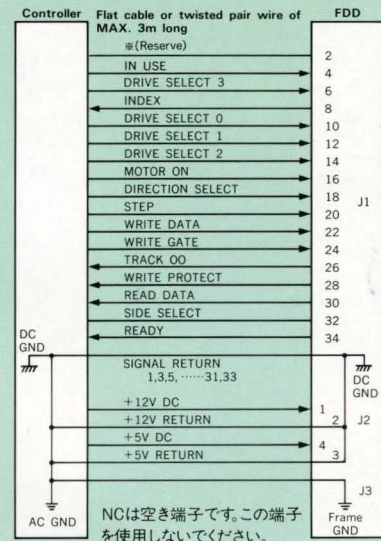 Controller
Flat cable or twisted pair wire of
MAX. 3m long
FDD
※(Reserve)
2
IN USE
4
DRIVE SELECT 3
6
INDEX
8
DRIVE SELECT 0
10
DRIVE SELECT 1
12
DRIVE SELECT 2
14
MOTOR ON
16
DIRECTION SELECT
18
J1
STEP
20
WRITE DATA
22
WRITE GATE
24
TRACK OO
26
WRITE PROTECT
28
READ DATA
30
SIDE SELECT
32
READY
34
DC
GND
SIGNAL RETURN
1,3,5, ……31,33
DC
GND
+12V DC
1
+12V RETURN
2
J2
+5V DC
4
+5V RETURN
3
J3
AC GND
Frame
GND
NCは空き端子です。この端子
を使用しないでください。